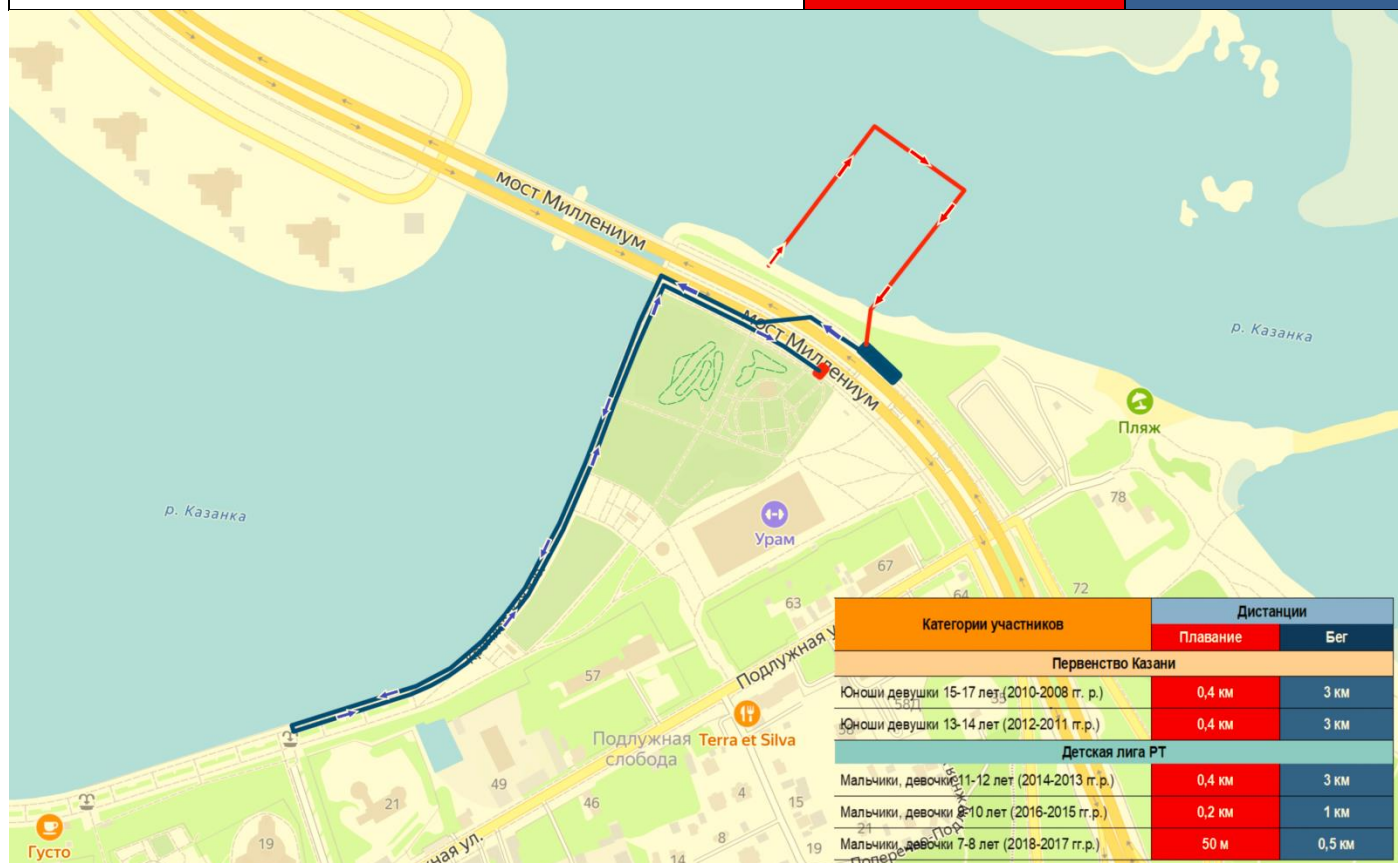 мост Миллениум
мост Миллениум
р. Казанка
Пляж
р. Казанка
78
Урам
67
64
72
63
57
Подлужная у
Подлужная
слобода
Terra et Silva
49
46
21
4
15
8
14
19
19
Густо
жная ул.
Категории участников
Дистанции
Плавание
Бег
Первенство Казани
Юноши девушки 15-17 лет (2010-2008 гг. р.)
0,4 км
3 км
Юноши девушки 13-14 лет (2012-2011 гг.р.)
0,4 км
3 км
Детская лига РТ
Мальчики, девочки 11-12 лет (2014-2013 гг.р.)
0,4 км
3 км
Мальчики, девочки 9-10 лет (2016-2015 гг.р.)
0,2 км
1 км
Мальчики, девочки 7-8 лет (2018-2017 гг.р.)
50 м
0,5 км